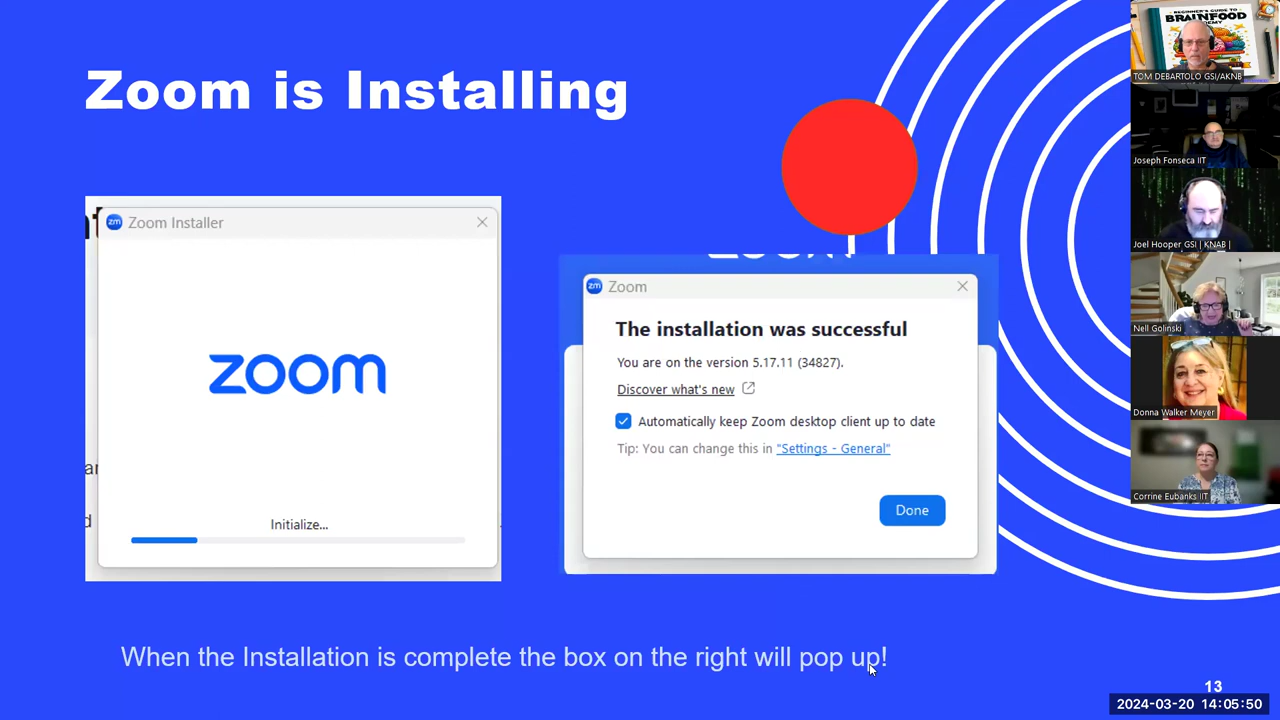 Zoom is Installing
Zoom Installer
zoom
Initialize...
Zoom
The installation was successful
You are on the version 5.17.11 (34827).
Discover what's new
Automatically keep Zoom desktop client up to date
Tip: You can change this in "Settings - General"
Done
When the Installation is complete the box on the right will pop up!
13
2024-03-20 14:05:50
BEGINNER'S GUIDE TO
BRAINFOOD
TOM DEBARTOLO GSI/AKNB
Joseph Fonseca IIT
Joel Hooper GSI | KNAB |
Nell Golinski
Donna Walker Meyer
Corrine Eubanks IIT